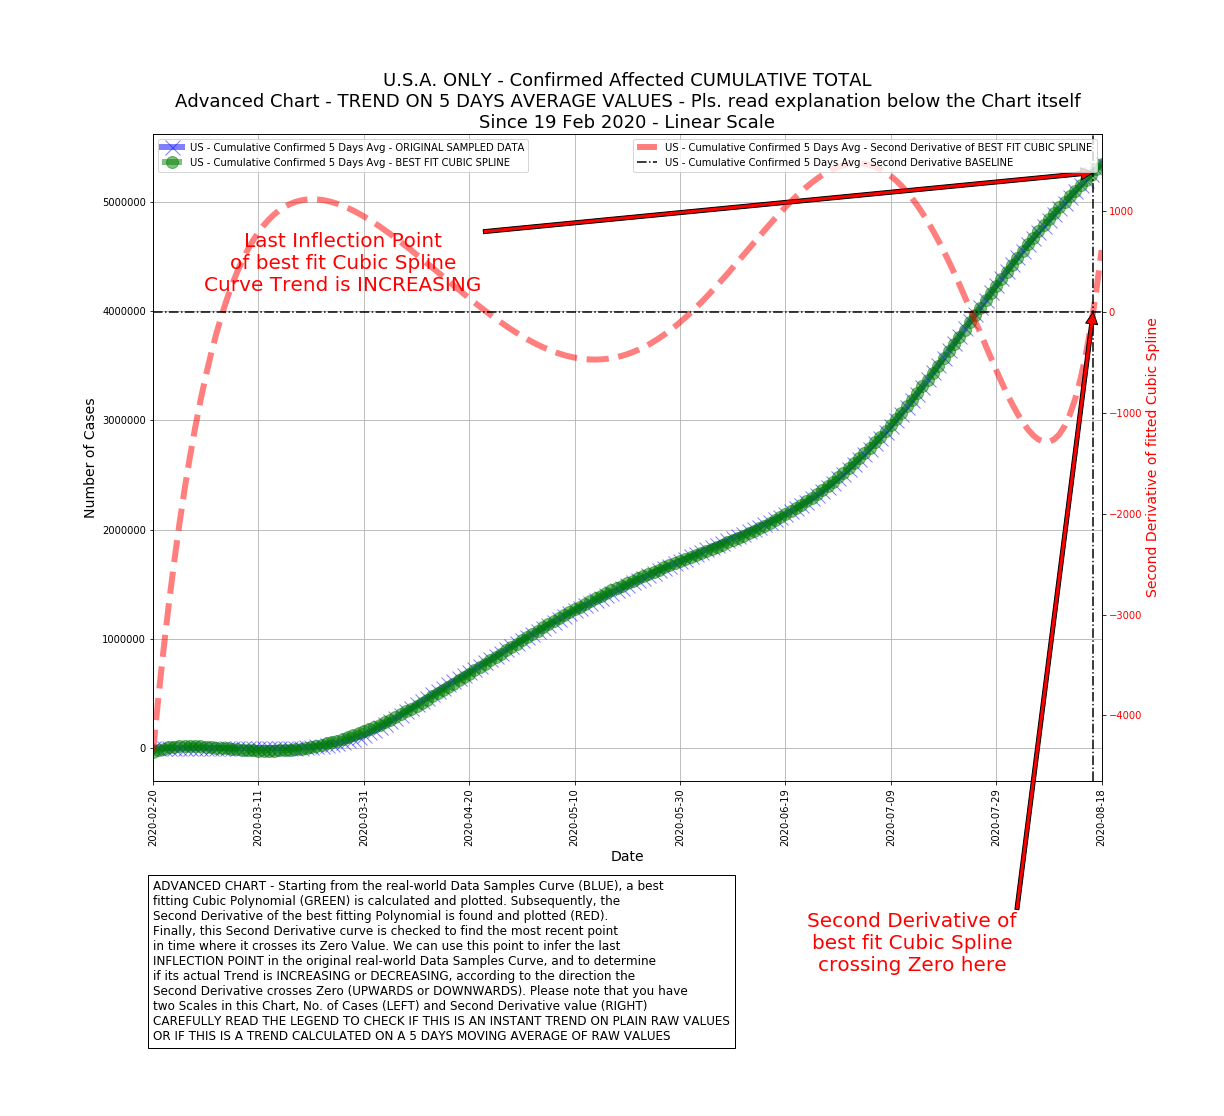 U.S.A. ONLY - Confirmed Affected CUMULATIVE TOTAL
Advanced Chart - TREND ON 5 DAYS AVERAGE VALUES - Pls. read explanation below the Chart itself
Since 19 Feb 2020 - Linear Scale
US - Cumulative Confirmed 5 Days Avg - ORIGINAL SAMPLED DATA
US - Cumulative Confirmed 5 Days Avg - BEST FIT CUBIC SPLINE
US - Cumulative Confirmed 5 Days Avg - Second Derivative of BEST FIT CUBIC SPLINE
US - Cumulative Confirmed 5 Days Avg - Second Derivative BASELINE
Last Inflection Point
of best fit Cubic Spline
Curve Trend is INCREASING
Number of Cases
5000000
4000000
3000000
2000000
1000000
0
1000
0
−1000
−2000
−3000
−4000
Second Derivative of fitted Cubic Spline
2020-02-20
2020-03-11
2020-03-31
2020-04-20
2020-05-10
2020-05-30
2020-06-19
2020-07-09
2020-07-29
2020-08-18
Date
Second Derivative of
best fit Cubic Spline
crossing Zero here
ADVANCED CHART - Starting from the real-world Data Samples Curve (BLUE), a best
fitting Cubic Polynomial (GREEN) is calculated and plotted. Subsequently, the
Second Derivative of the best fitting Polynomial is found and plotted (RED).
Finally, this Second Derivative curve is checked to find the most recent point
in time where it crosses its Zero Value. We can use this point to infer the last
INFLECTION POINT in the original real-world Data Samples Curve, and to determine
if its actual Trend is INCREASING or DECREASING, according to the direction the
Second Derivative crosses Zero (UPWARDS or DOWNWARDS). Please note that you have
two Scales in this Chart, No. of Cases (LEFT) and Second Derivative value (RIGHT)
CAREFULLY READ THE LEGEND TO CHECK IF THIS IS AN INSTANT TREND ON PLAIN RAW VALUES
OR IF THIS IS A TREND CALCULATED ON A 5 DAYS MOVING AVERAGE OF RAW VALUES